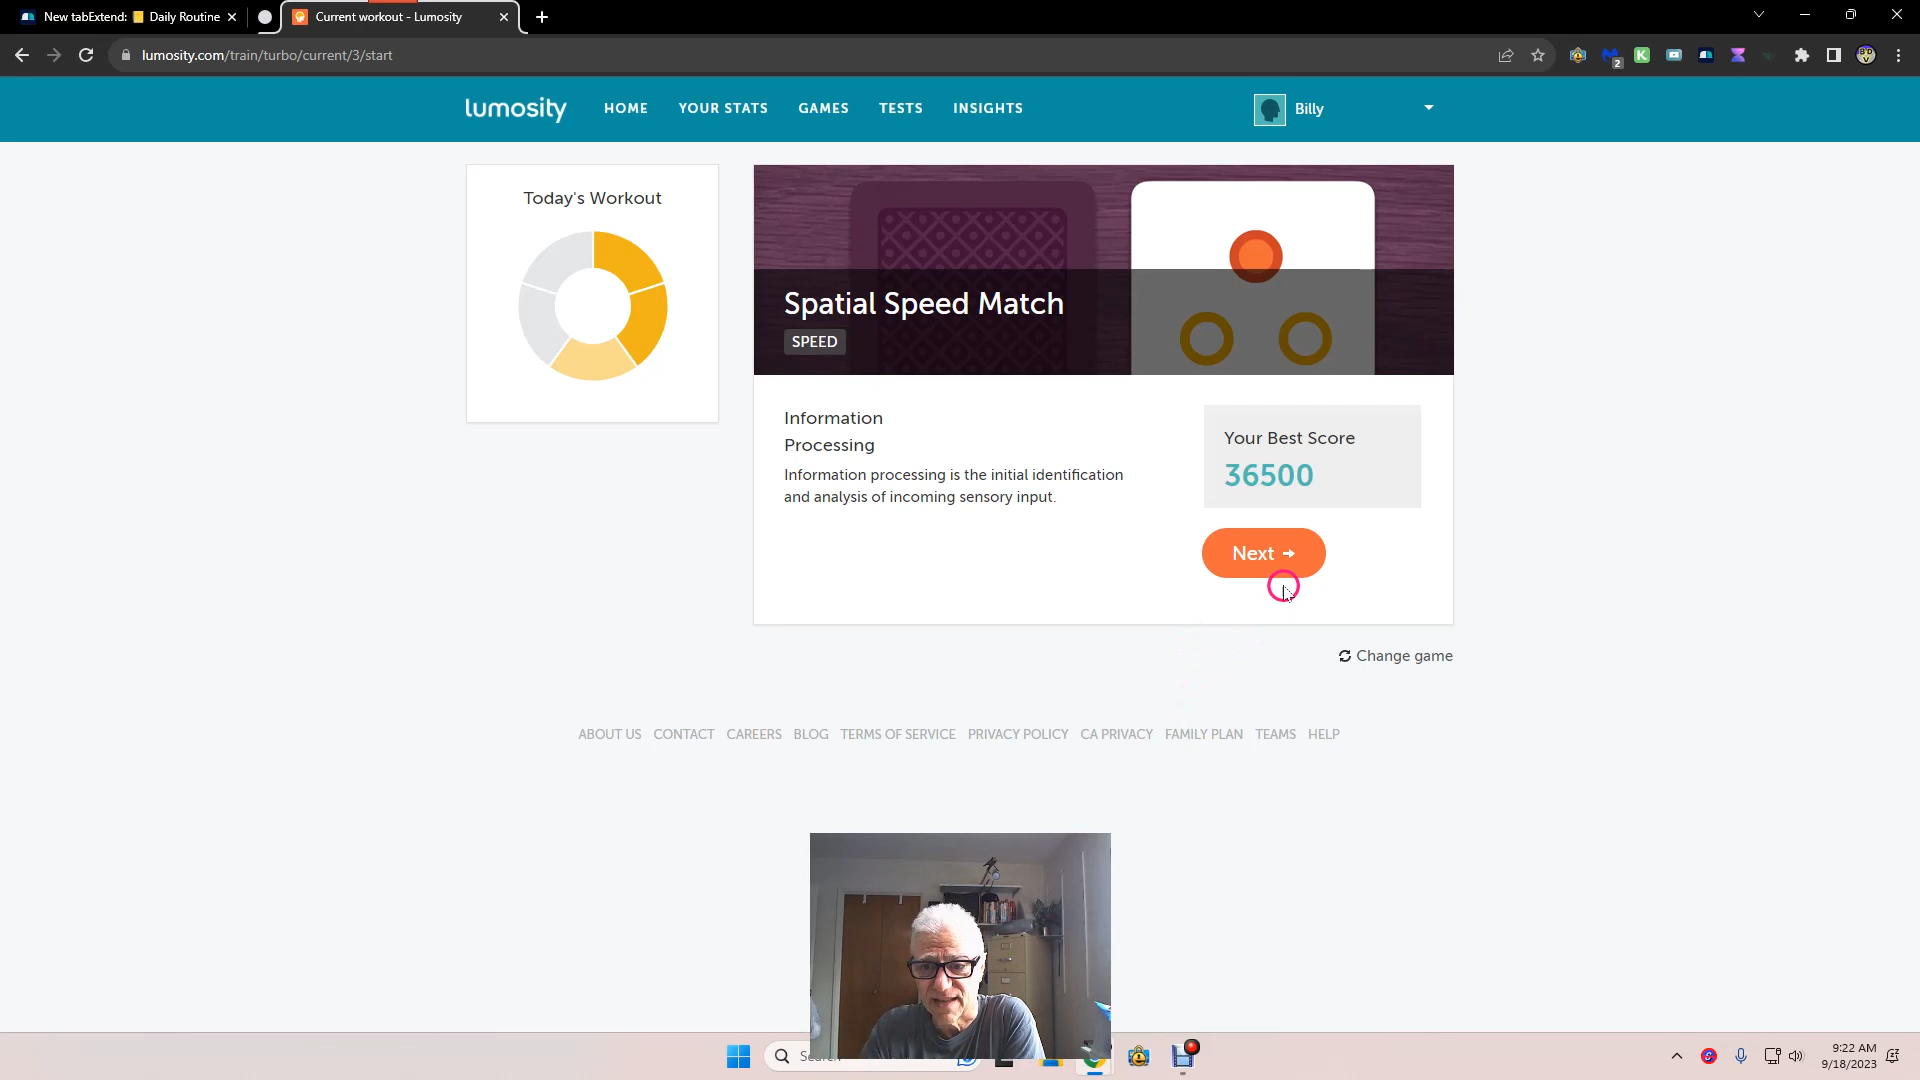 New tabExtend: 📒 Daily Routine
Current workout - Lumosity
lumosity.com/train/turbo/current/3/start
2
K
lumosity
HOME
YOUR STATS
GAMES
TESTS
INSIGHTS
Billy
Today's Workout
Spatial Speed Match
SPEED
Information
Processing
Information processing is the initial identification
and analysis of incoming sensory input.
Your Best Score
36500
Next →
Change game
ABOUT US CONTACT CAREERS BLOG TERMS OF SERVICE PRIVACY POLICY CA PRIVACY FAMILY PLAN TEAMS HELP
9:22 AM
9/18/2023